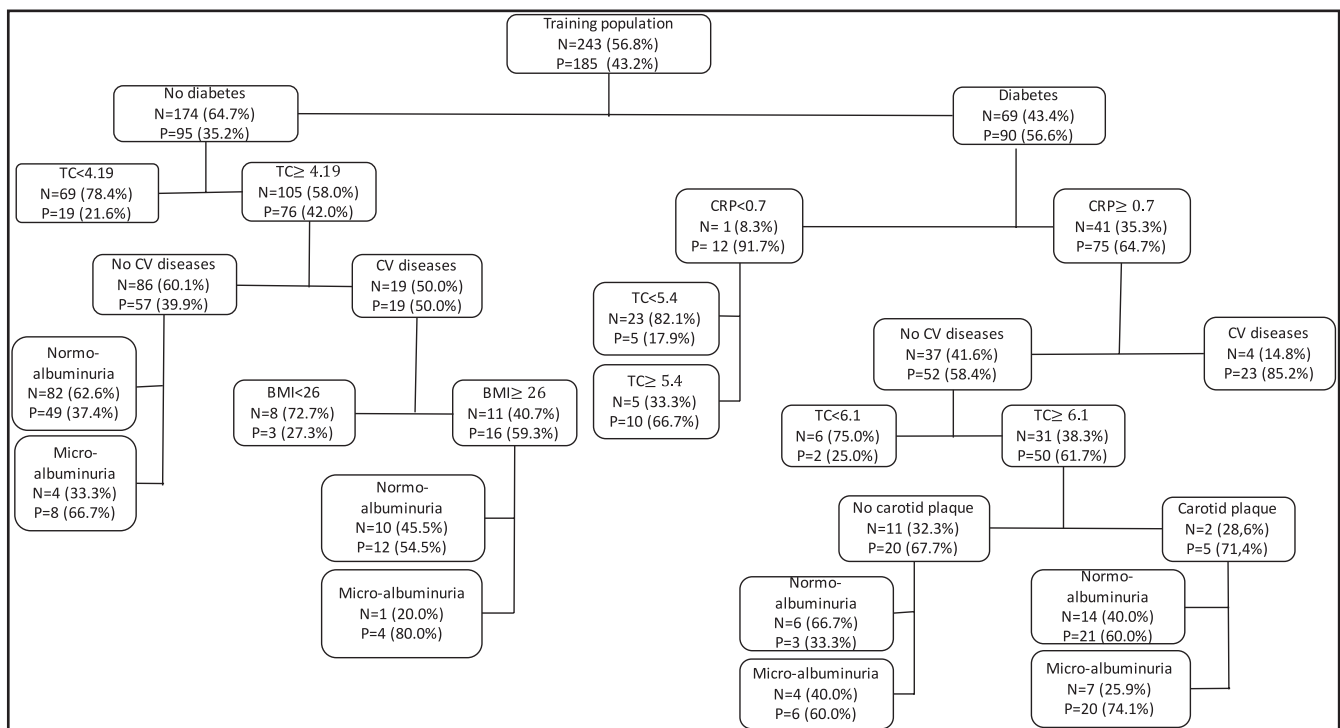 Training population
N=243 (56.8%)
P=185 (43.2%)
No diabetes
N=174 (64.7%)
P=95 (35.2%)
Diabetes
N=69 (43.4%)
P=90 (56.6%)
TC<4.19
N=69 (78.4%)
P=19 (21.6%)
TC≥ 4.19
N=105 (58.0%)
P=76 (42.0%)
CRP<0.7
N= 1 (8.3%)
P= 12 (91.7%)
CRP≥ 0.7
N=41 (35.3%)
P=75 (64.7%)
No CV diseases
N=86 (60.1%)
P=57 (39.9%)
CV diseases
N=19 (50.0%)
P=19 (50.0%)
TC<5.4
N=23 (82.1%)
P=5 (17.9%)
TC≥ 5.4
N=5 (33.3%)
P=10 (66.7%)
No CV diseases
N=37 (41.6%)
P=52 (58.4%)
CV diseases
N=4 (14.8%)
P=23 (85.2%)
Normo-
albuminuria
N=82 (62.6%)
P=49 (37.4%)
Micro-
albuminuria
N=4 (33.3%)
P=8 (66.7%)
BMI<26
N=8 (72.7%)
P=3 (27.3%)
BMI≥ 26
N=11 (40.7%)
P=16 (59.3%)
TC<6.1
N=6 (75.0%)
P=2 (25.0%)
TC≥ 6.1
N=31 (38.3%)
P=50 (61.7%)
Normo-
albuminuria
N=10 (45.5%)
P=12 (54.5%)
Micro-albuminuria
N=1 (20.0%)
P=4 (80.0%)
No carotid plaque
N=11 (32.3%)
P=20 (67.7%)
Carotid plaque
N=2 (28,6%)
P=5 (71,4%)
Normo-
albuminuria
N=6 (66.7%)
P=3 (33.3%)
Micro-albuminuria
N=4 (40.0%)
P=6 (60.0%)
Normo-
albuminuria
N=14 (40.0%)
P=21 (60.0%)
Micro-albuminuria
N=7 (25.9%)
P=20 (74.1%)